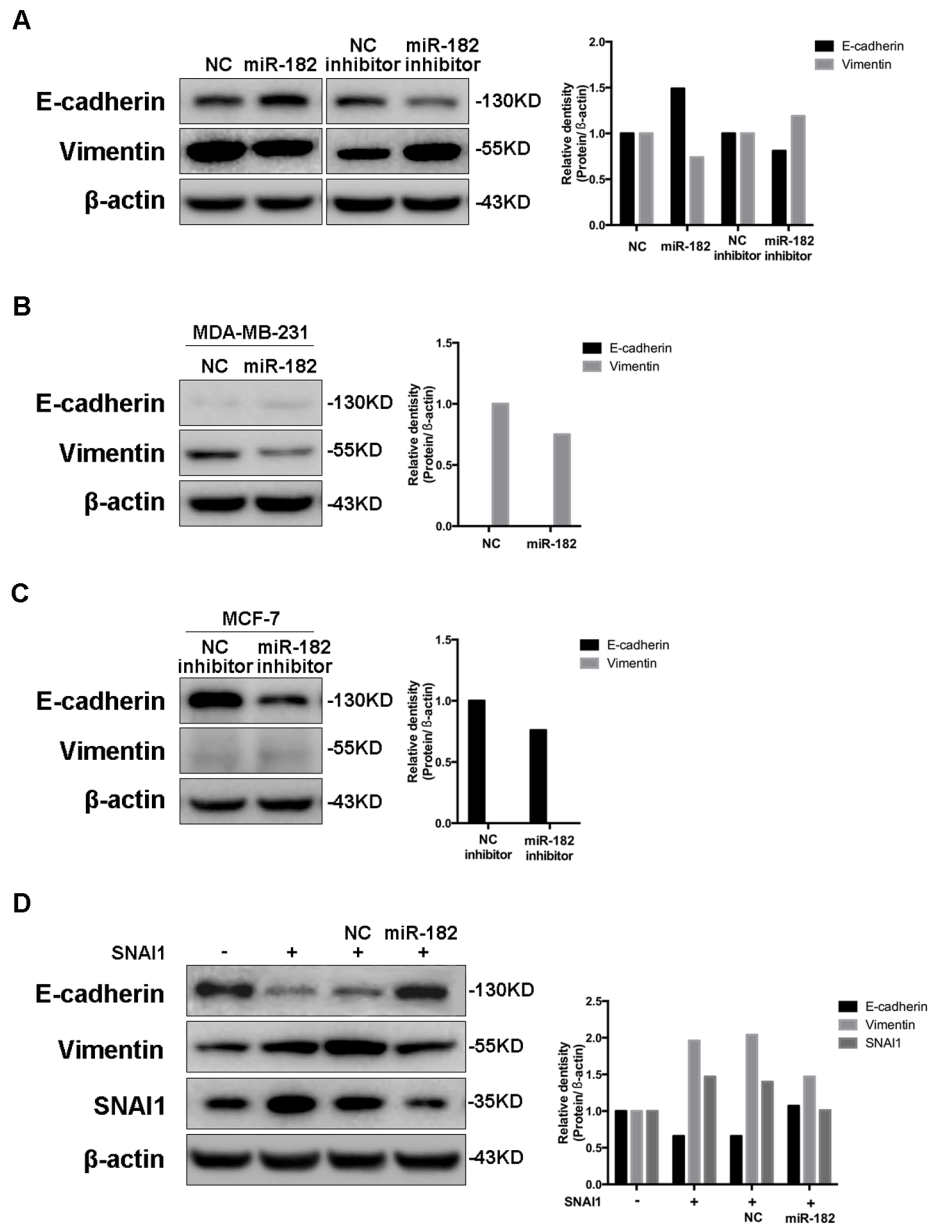 A
NC miR-182 NC inhibitor miR-182 inhibitor
E-cadherin -130KD
Vimentin -55KD
β-actin -43KD
Relative dentisity
(Protein/ß-actin)
2.0
1.5
1.0
0.5
0.0
NC miR-182 NC inhibitor miR-182 inhibitor
E-cadherin
Vimentin
B
MDA-MB-231
NC miR-182
E-cadherin -130KD
Vimentin -55KD
β-actin -43KD
Relative dentisity
(Protein/ß-actin)
1.5
1.0
0.5
0.0
NC miR-182
E-cadherin
Vimentin
C
MCF-7
NC miR-182
inhibitor inhibitor
E-cadherin -130KD
Vimentin -55KD
β-actin -43KD
Relative dentisity
(Protein/ß-actin)
1.5
1.0
0.5
0.0
NC miR-182
inhibitor inhibitor
E-cadherin
Vimentin
D
NC miR-182
SNAI1 - + + +
E-cadherin -130KD
Vimentin -55KD
SNAI1 -35KD
β-actin -43KD
Relative dentisity
(Protein/ß-actin)
2.5
2.0
1.5
1.0
0.5
0.0
SNAI1 - + + +
NC miR-182
E-cadherin
Vimentin
SNAI1